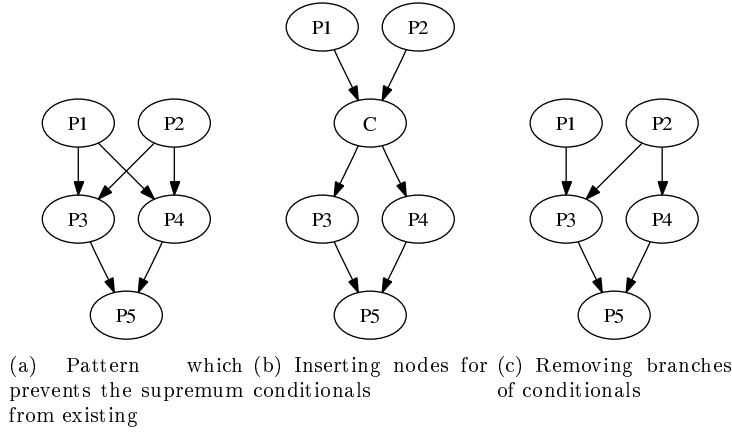 P1 P2
P1 P2 C P1 P2
P3 P4 P3 P4 P3 P4
P5 P5 P5
(a) Pattern which prevents the supremum from existing
(b) Inserting nodes for conditionals
(c) Removing branches of conditionals